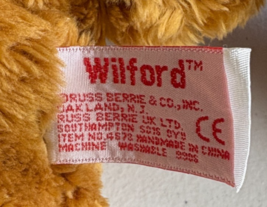 Wilford™
©RUSS BERRIE & CO., INC.
OAKLAND, N.J.
RUSS BERRIE UK LTD
SOUTHAMPTON SO15 0YU
ITEM NO.4578 HANDMADE IN CHINA
MACHINE WASHABLE
CE